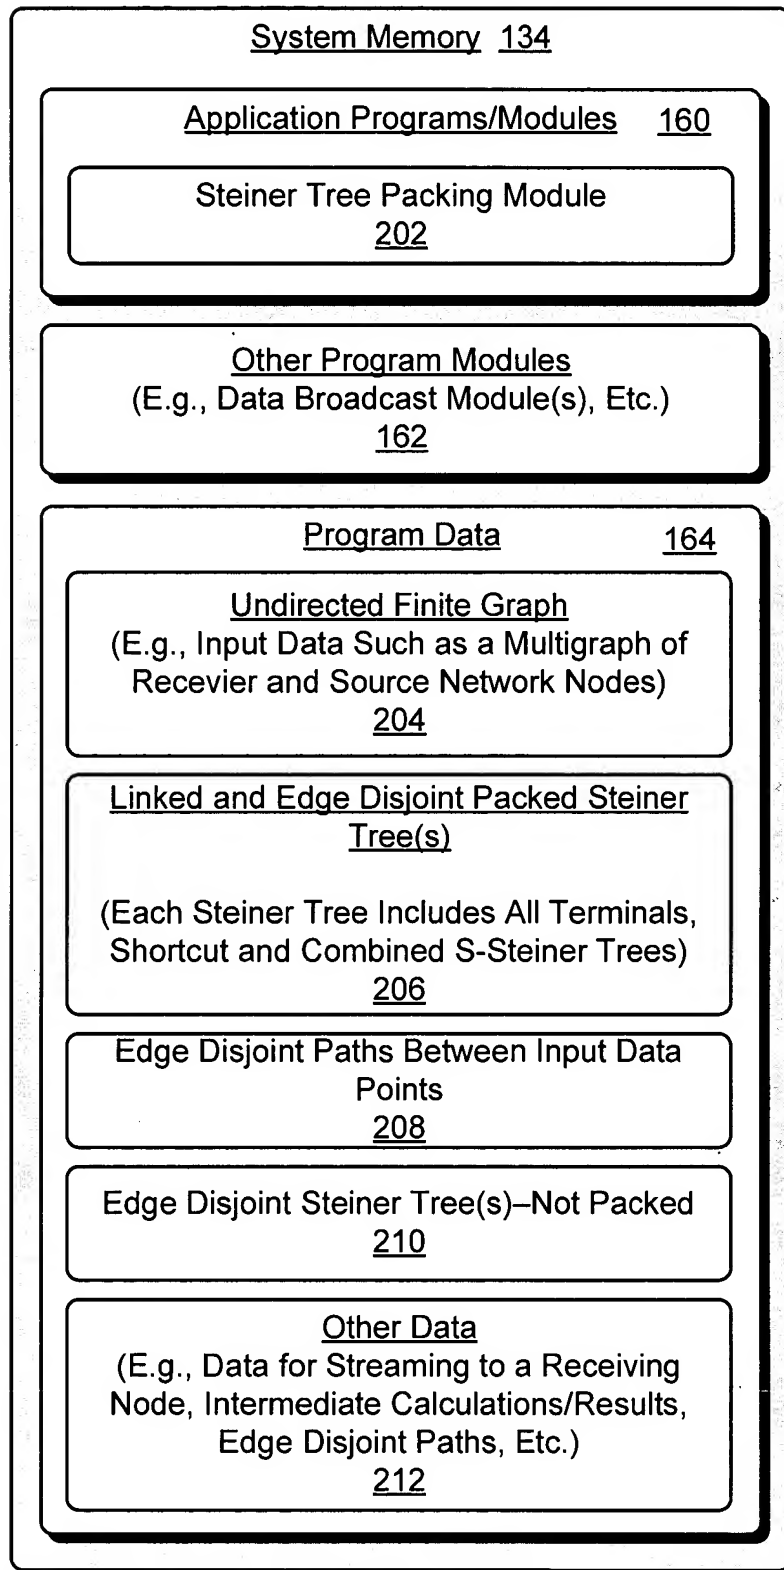 System Memory 134
Application Programs/Modules 160
Steiner Tree Packing Module
202
Other Program Modules
(E.g., Data Broadcast Module(s), Etc.)
162
Program Data 164
Undirected Finite Graph
(E.g., Input Data Such as a Multigraph of
Recevier and Source Network Nodes)
204
Linked and Edge Disjoint Packed Steiner
Tree(s)
(Each Steiner Tree Includes All Terminals,
Shortcut and Combined S-Steiner Trees)
206
Edge Disjoint Paths Between Input Data
Points
208
Edge Disjoint Steiner Tree(s)–Not Packed
210
Other Data
(E.g., Data for Streaming to a Receiving
Node, Intermediate Calculations/Results,
Edge Disjoint Paths, Etc.)
212